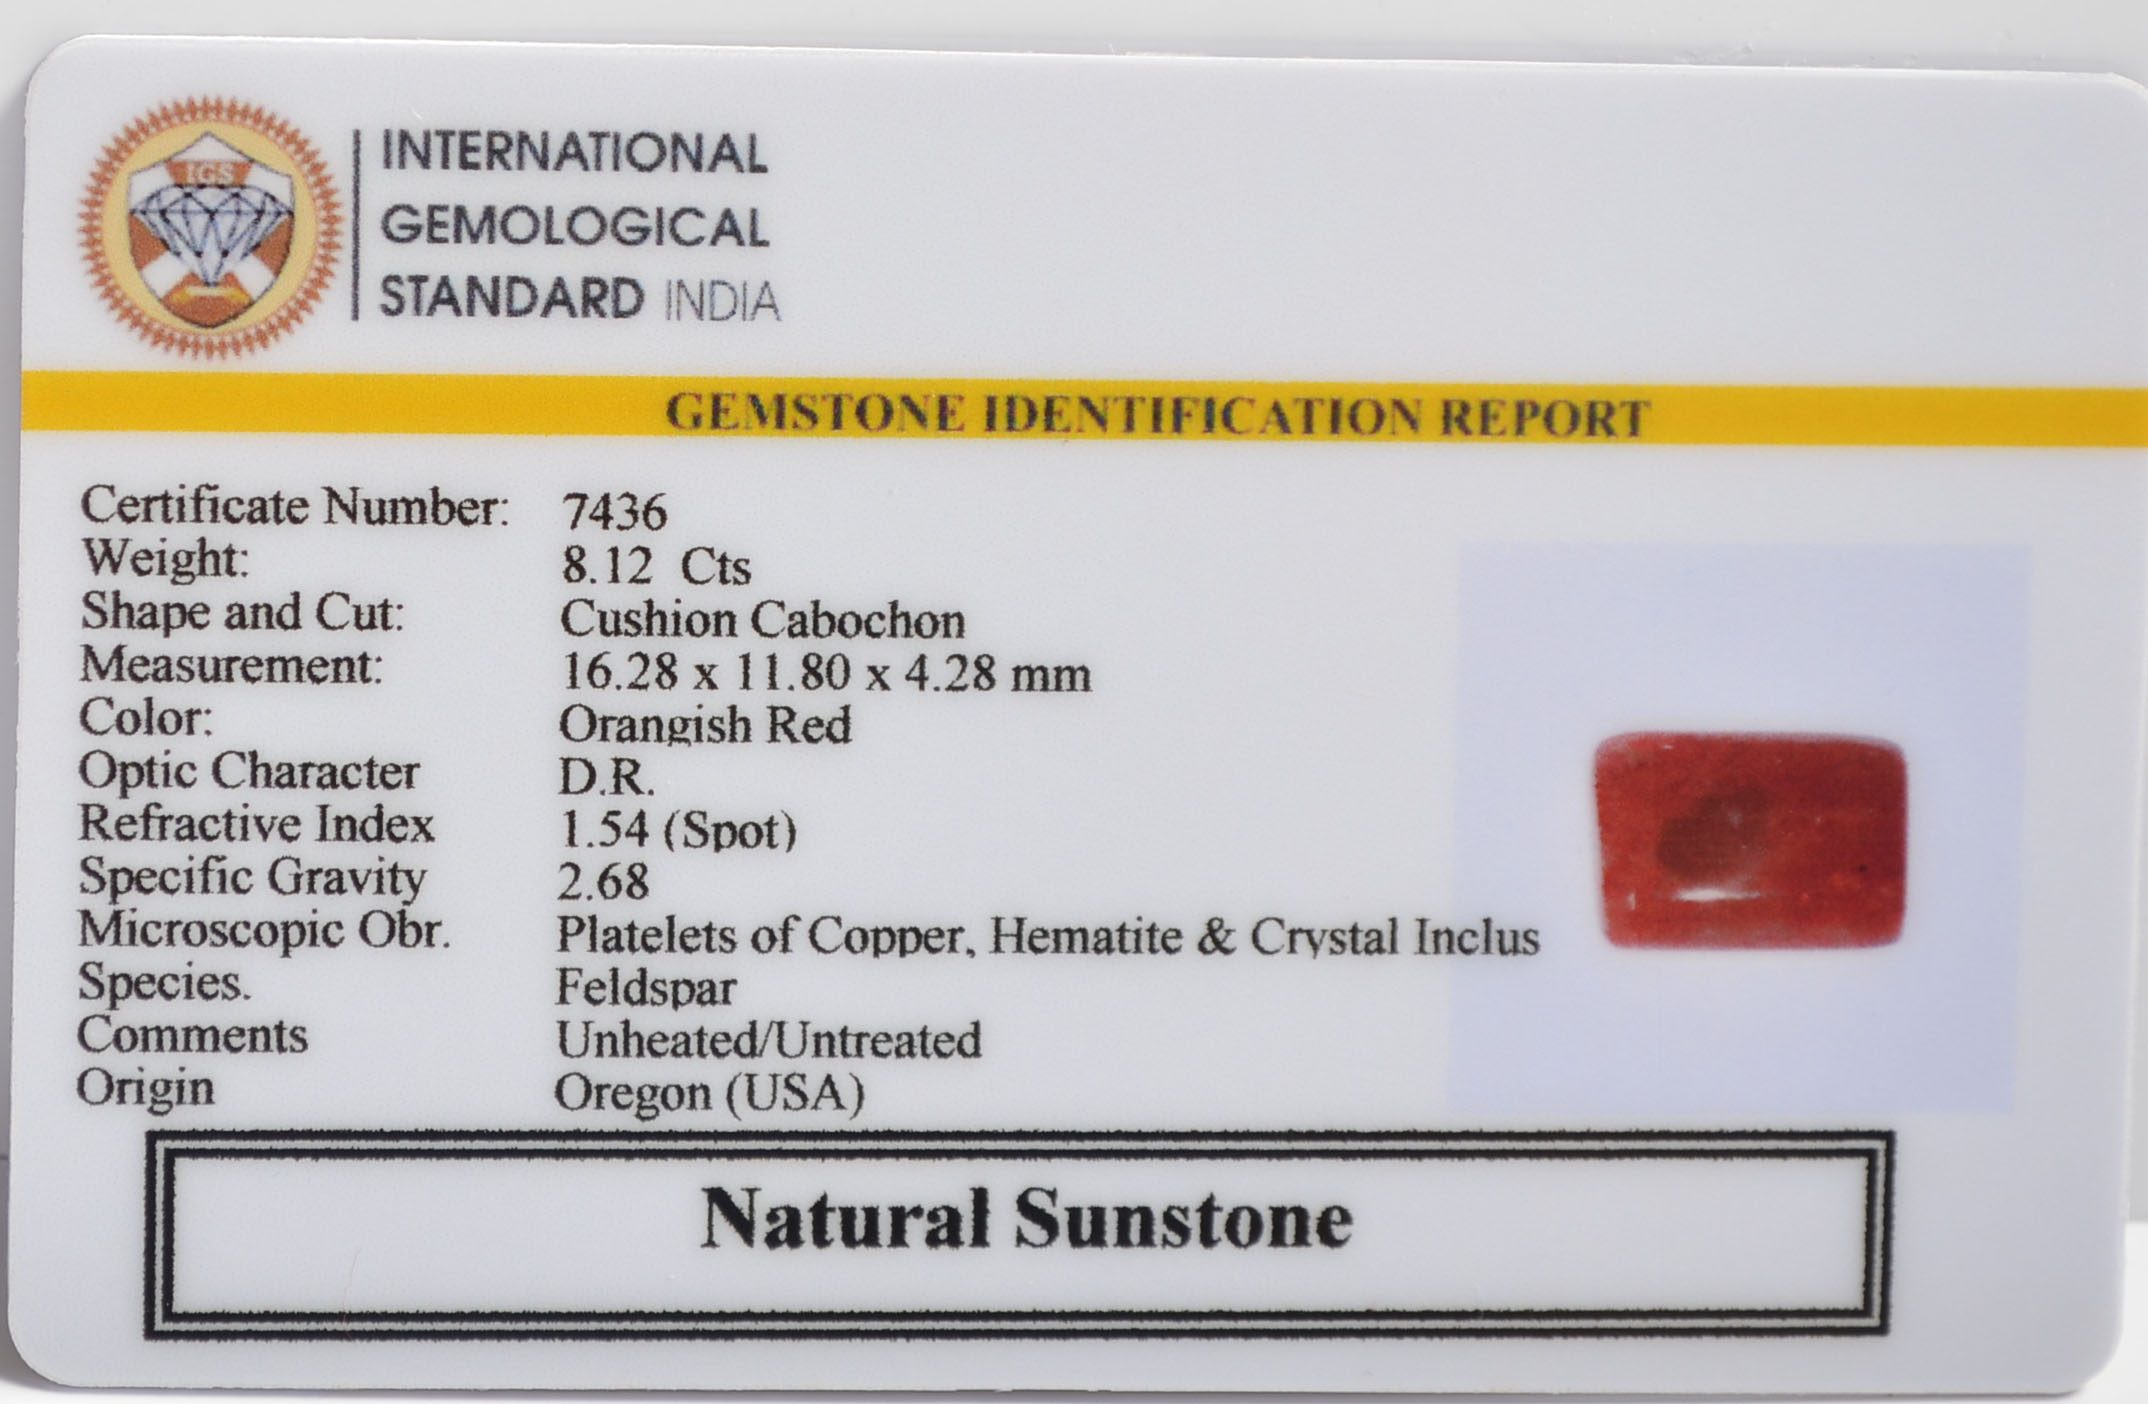 IGS
INTERNATIONAL
GEMOLOGICAL
STANDARD INDIA
GEMSTONE IDENTIFICATION REPORT
Certificate Number: 7436
Weight: 8.12 Cts
Shape and Cut: Cushion Cabochon
Measurement: 16.28 x 11.80 x 4.28 mm
Color: Orangish Red
Optic Character D.R.
Refractive Index 1.54 (Spot)
Specific Gravity 2.68
Microscopic Obr. Platelets of Copper, Hematite & Crystal Inclus
Species. Feldspar
Comments Unheated/Untreated
Origin Oregon (USA)
Natural Sunstone